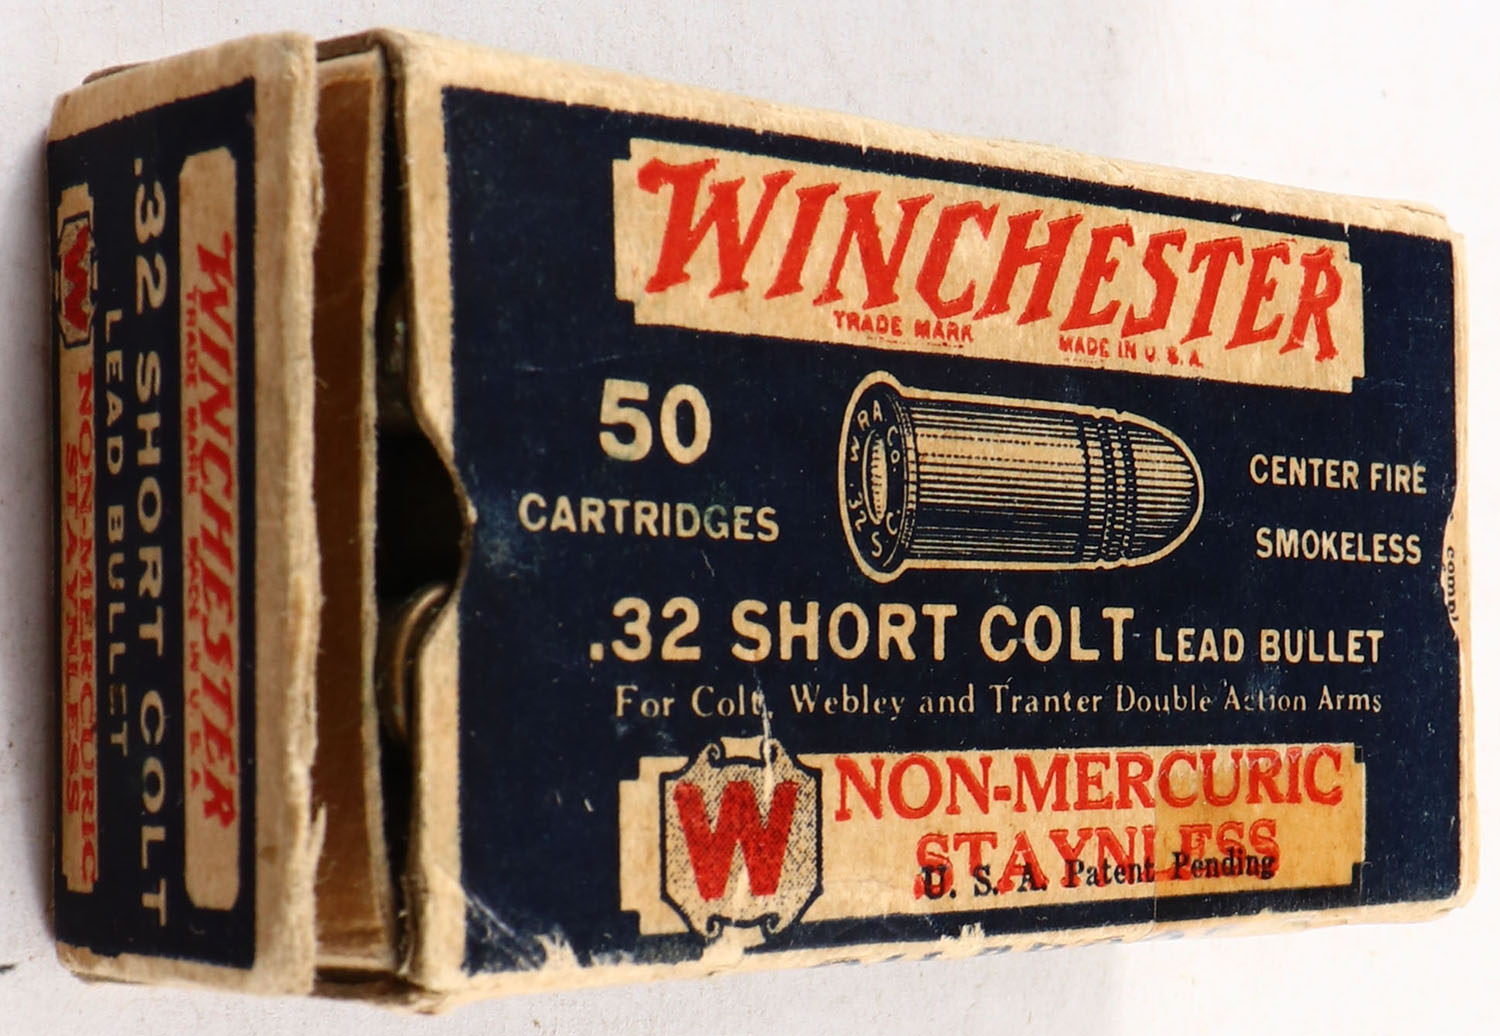 WINCHESTER
TRADE MARK
MADE IN U. S. A.
50
CARTRIDGES
W. R A Co.
32 S. C.
CENTER FIRE
SMOKELESS
.32 SHORT COLT LEAD BULLET
For Colt, Webley and Tranter Double Action Arms
W
NON-MERCURIC
STAYNLESS
U. S. A. Patent Pending
WINCHESTER
TRADE MARK MADE IN U. S. A.
.32 SHORT COLT
LEAD BULLET
W
NON-MERCURIC
STAYNLESS